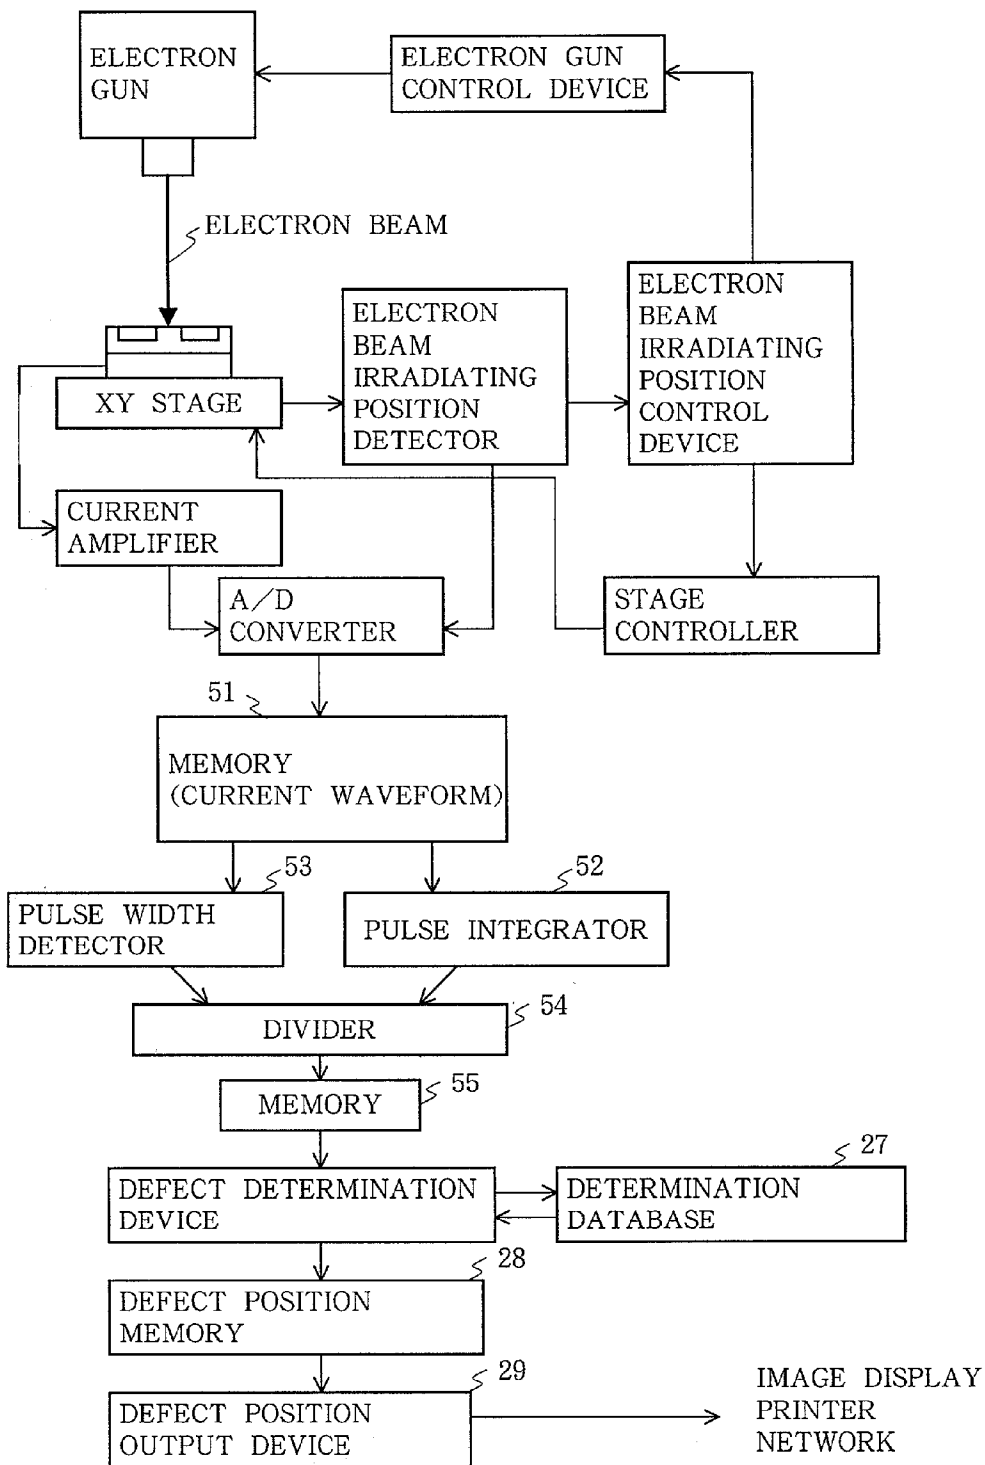 ELECTRON
GUN
ELECTRON GUN
CONTROL DEVICE
ELECTRON BEAM
ELECTRON
BEAM
IRRADIATING
POSITION
DETECTOR
ELECTRON
BEAM
IRRADIATING
POSITION
CONTROL
DEVICE
XY STAGE
CURRENT
AMPLIFIER
A/D
CONVERTER
STAGE
CONTROLLER
51
MEMORY
(CURRENT WAVEFORM)
53
PULSE WIDTH
DETECTOR
52
PULSE INTEGRATOR
DIVIDER
54
MEMORY
55
DEFECT DETERMINATION
DEVICE
27
DETERMINATION
DATABASE
28
DEFECT POSITION
MEMORY
29
DEFECT POSITION
OUTPUT DEVICE
IMAGE DISPLAY
PRINTER
NETWORK